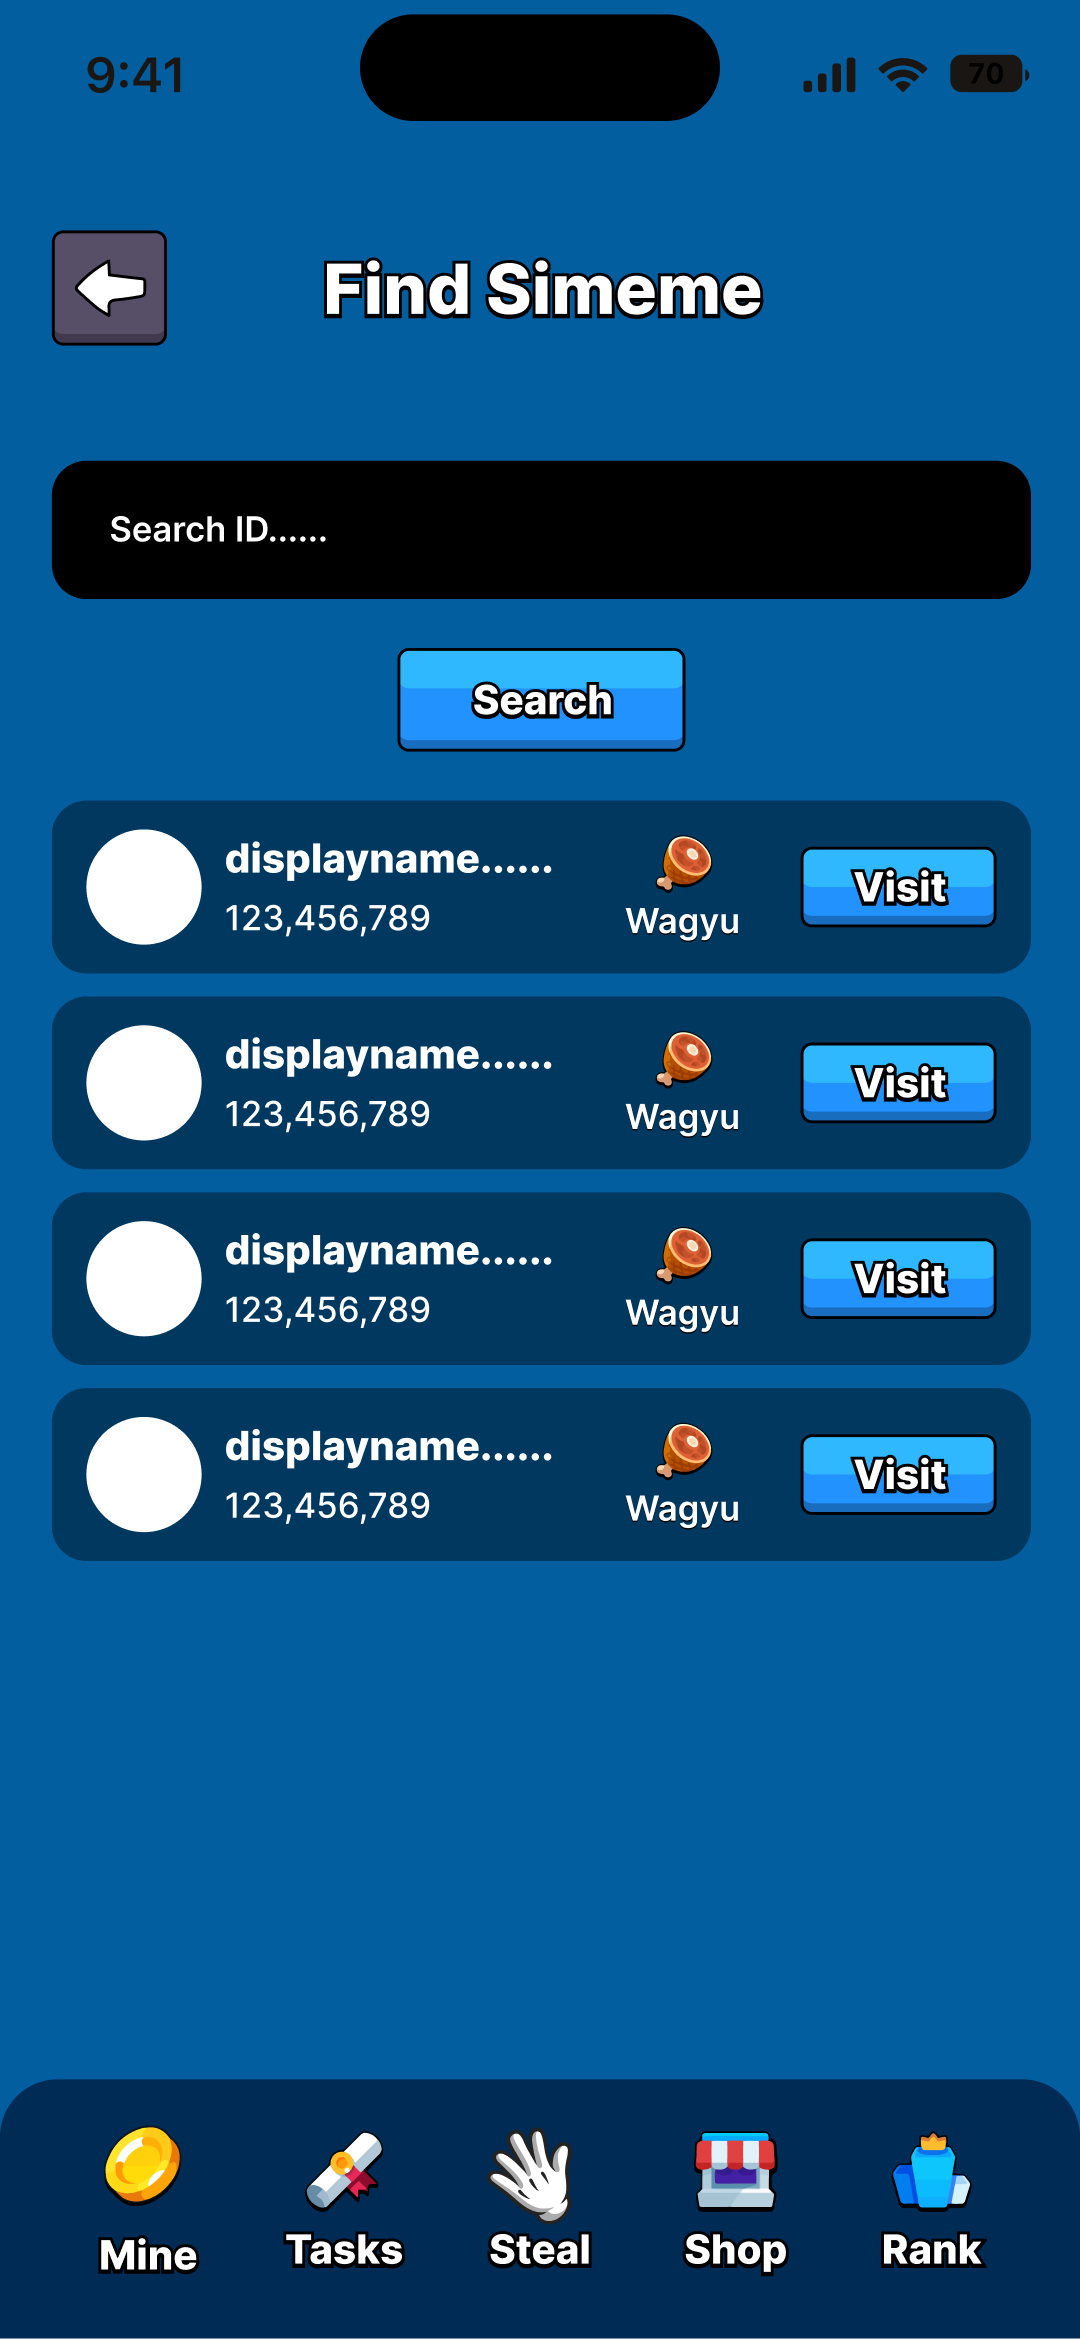 9:41
70
Find Simeme
Search ID......
Search
displayname......
123,456,789
Wagyu
Visit
displayname......
123,456,789
Wagyu
Visit
displayname......
123,456,789
Wagyu
Visit
displayname......
123,456,789
Wagyu
Visit
Mine
Tasks
Steal
Shop
Rank